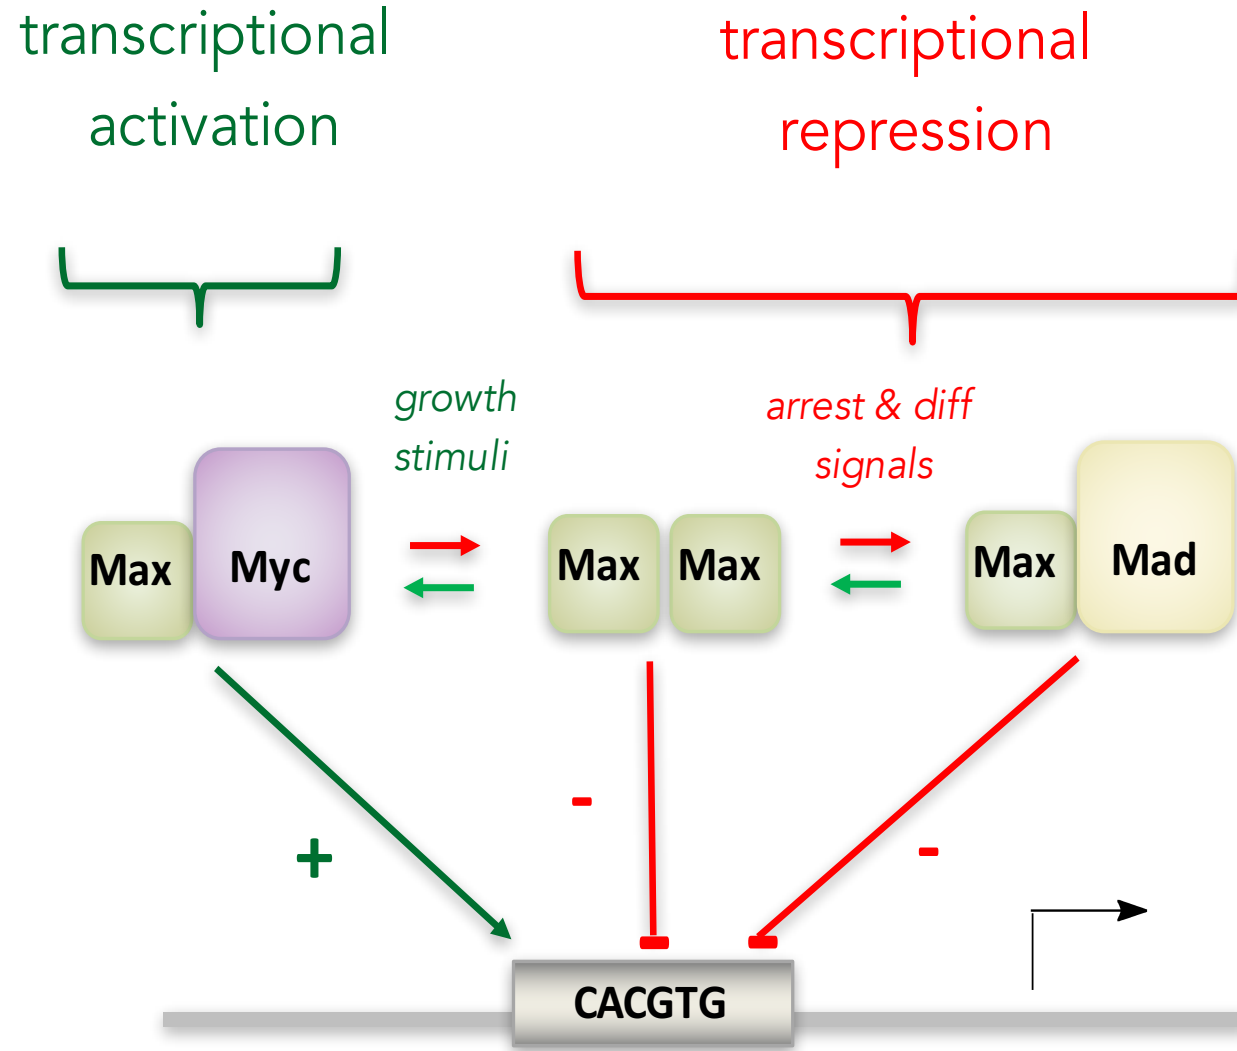 transcriptional
activation
transcriptional
repression
growth
stimuli
arrest & diff
signals
Max
Myc
Max
Max
Max
Mad
+
-
-
CACGTG